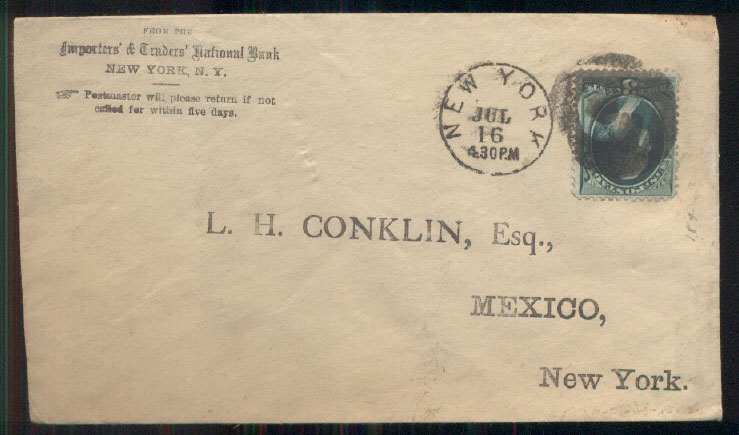 FROM THE
Importers' & Traders' National Bank
NEW YORK, N. Y.
Postmaster will please return if not
called for within five days.
NEW YORK
JUL
16
4.30PM
L. H. CONKLIN, Esq.,
MEXICO,
New York.